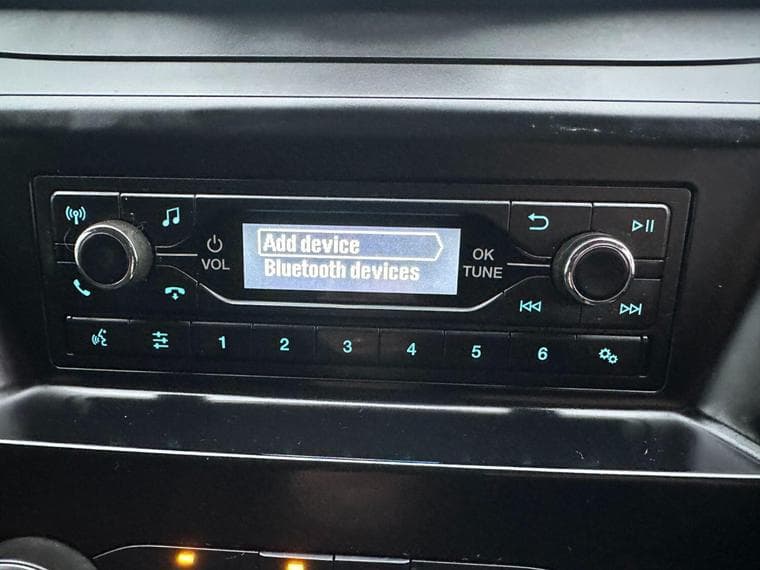 Add device
Bluetooth devices
VOL
OK
TUNE
1 2 3 4 5 6